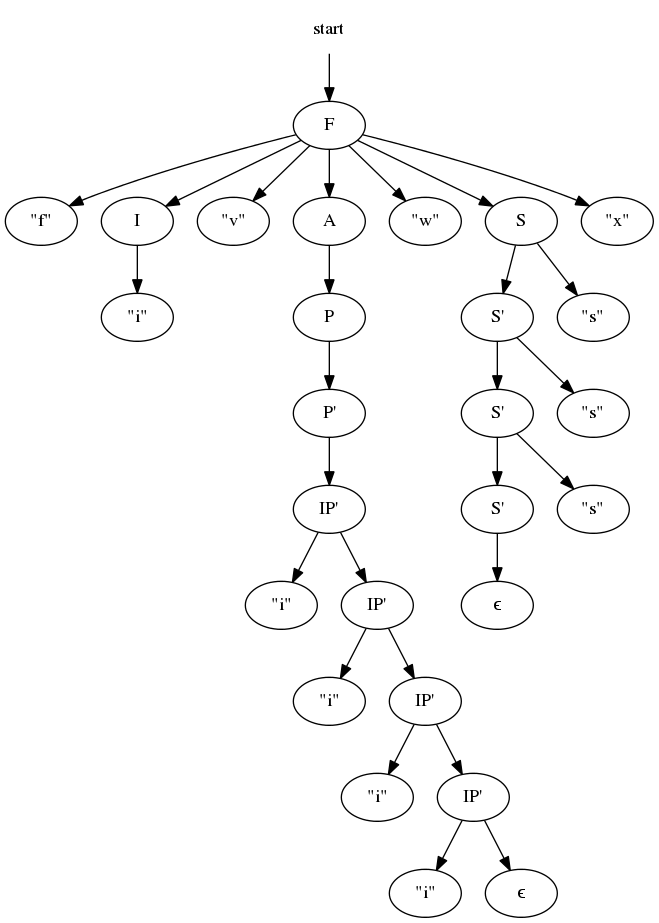 start
F
"f" I "v" A "w" S "x"
"i" P S' "s"
P' S' "s"
IP' S' "s"
"i" IP' ϵ
"i" IP'
"i" IP'
"i" ϵ